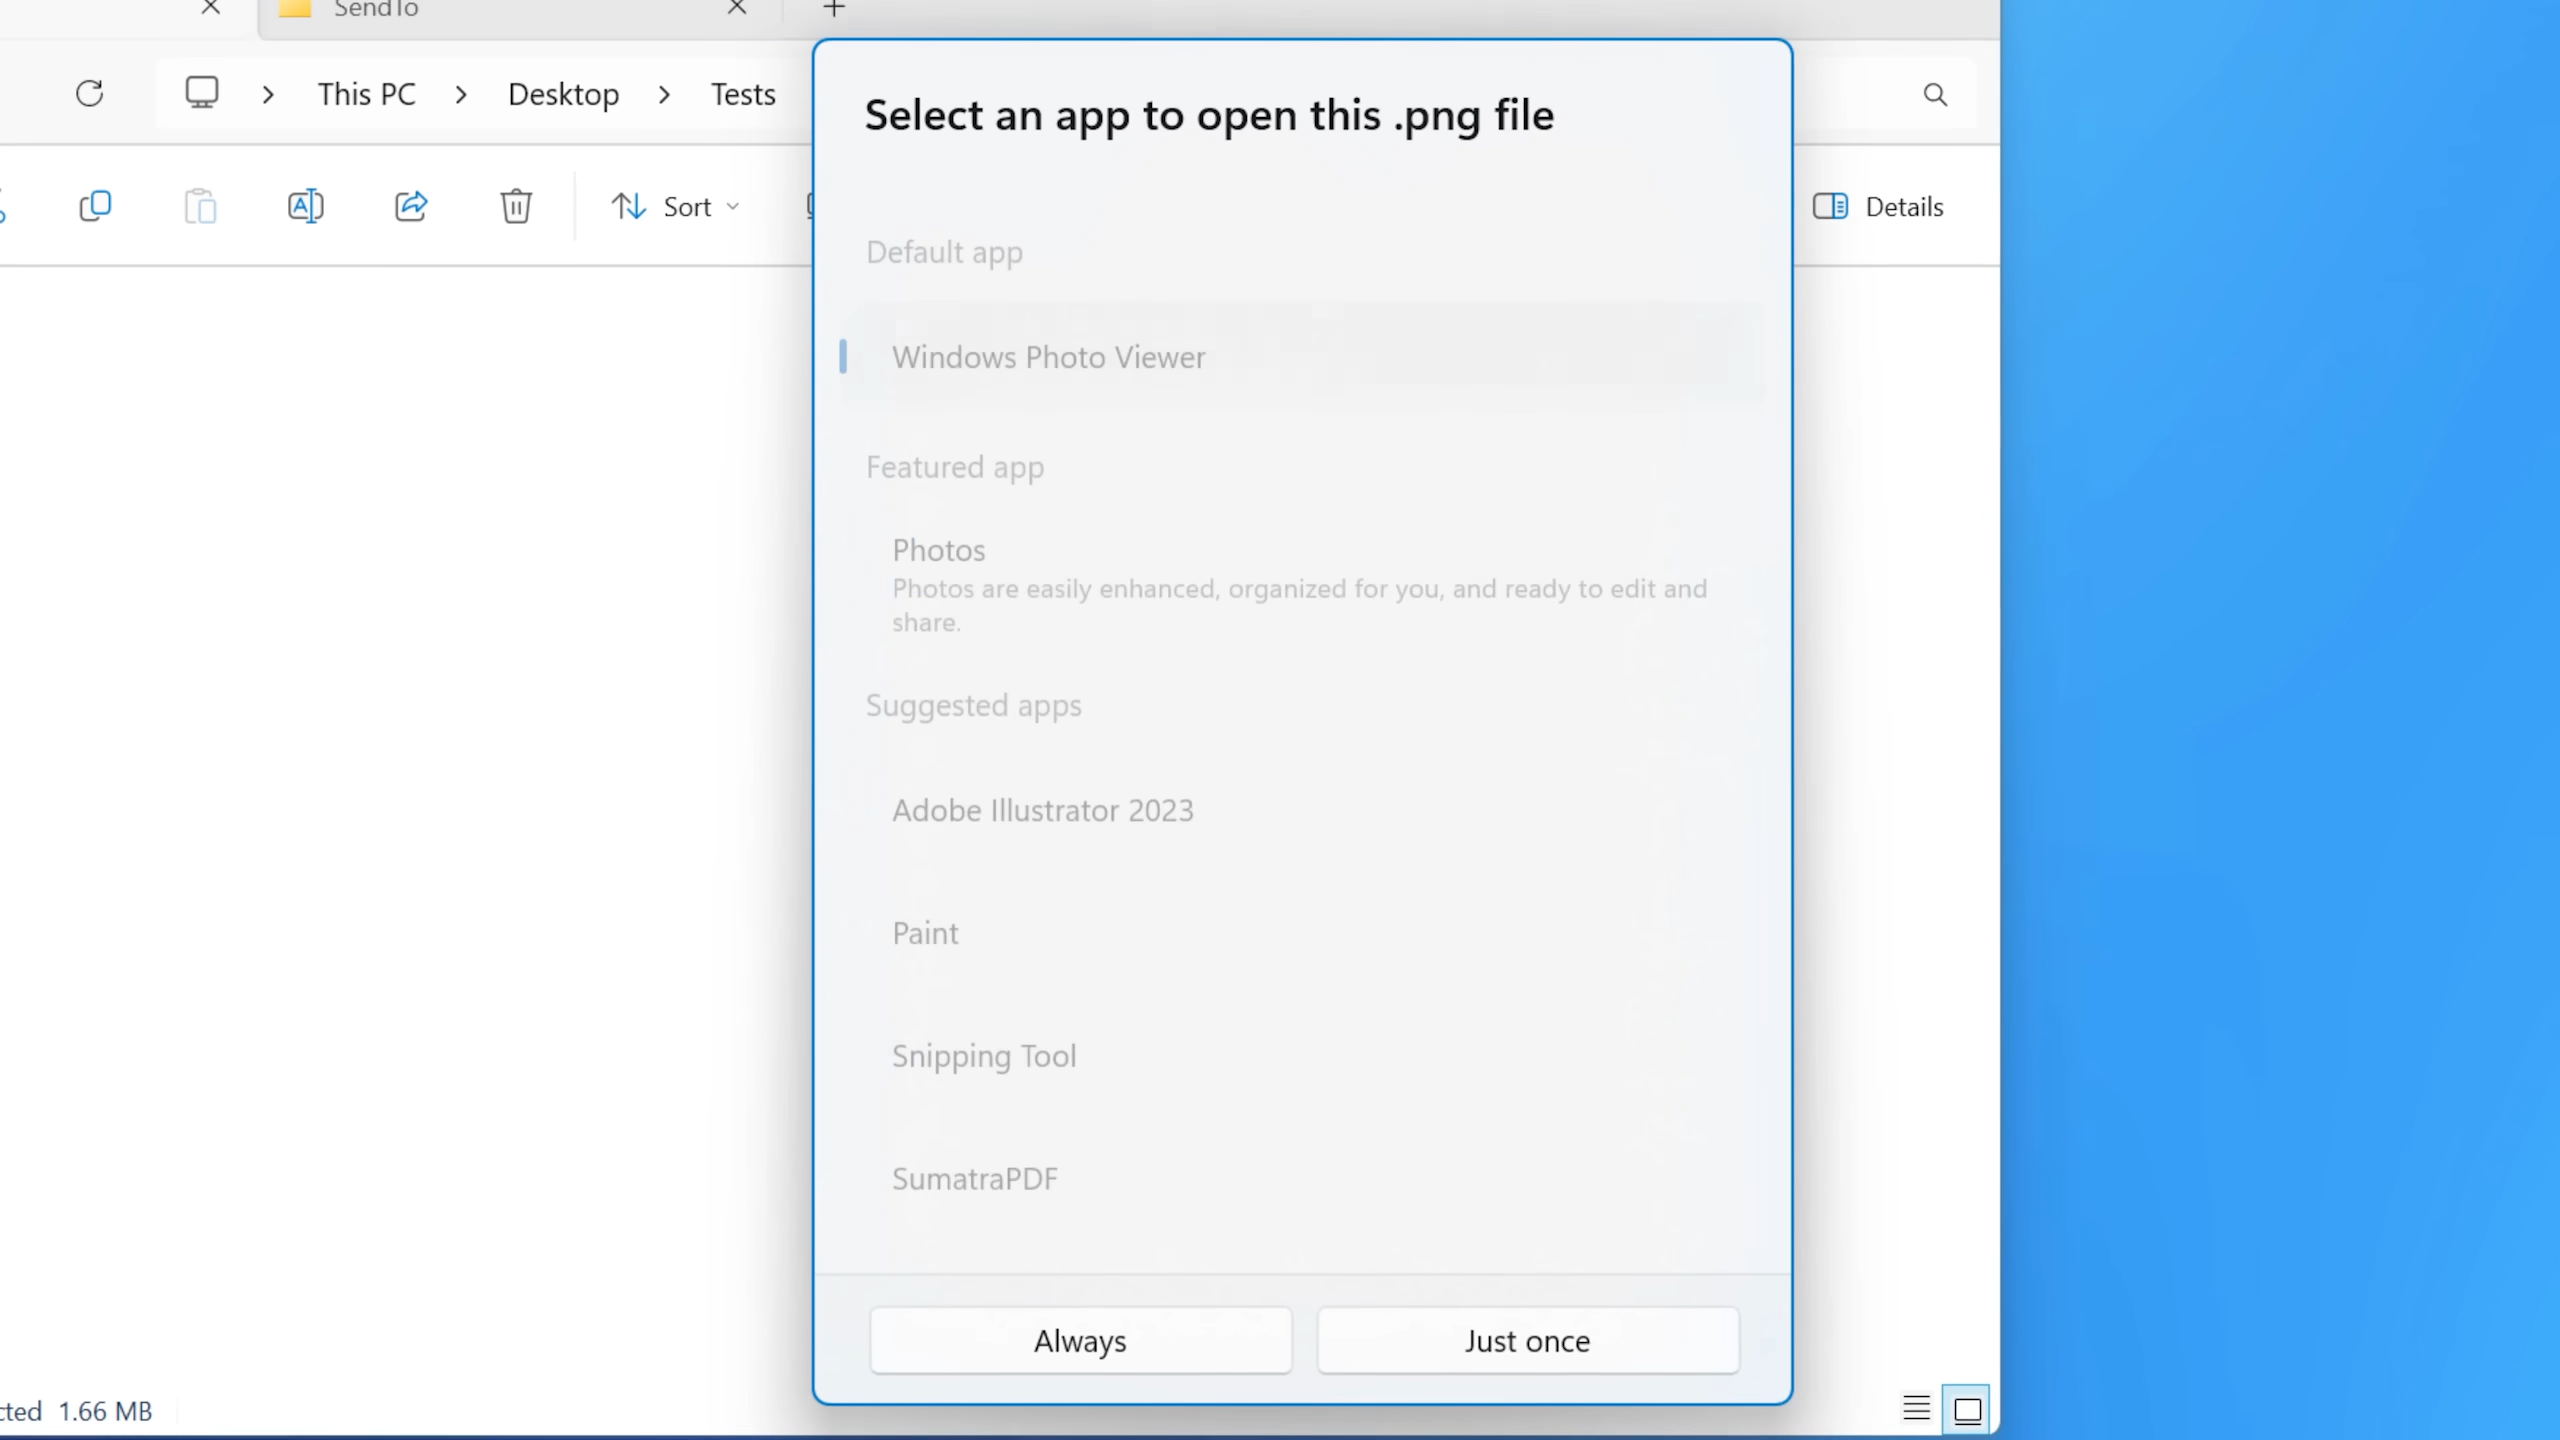 SendTo
This PC > Desktop > Tests
Sort
Details
Select an app to open this .png file
Default app
Windows Photo Viewer
Featured app
Photos
Photos are easily enhanced, organized for you, and ready to edit and
share.
Suggested apps
Adobe Illustrator 2023
Paint
Snipping Tool
SumatraPDF
Always
Just once
cted 1.66 MB